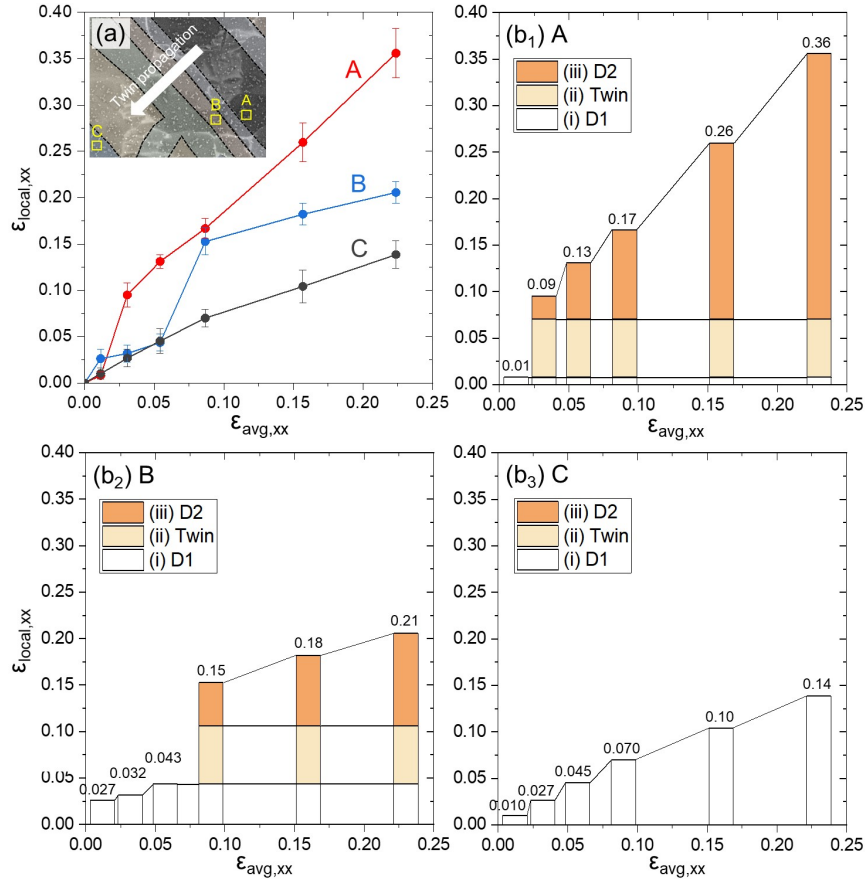 (a)
Twin propagation
A
B
C
A
B
C
0.40
0.35
0.30
0.25
0.20
0.15
0.10
0.05
0.00
ε_local,xx
0.00 0.05 0.10 0.15 0.20 0.25
ε_avg,xx
(b₁) A
(iii) D2
(ii) Twin
(i) D1
0.01
0.09
0.13
0.17
0.26
0.36
0.40
0.35
0.30
0.25
0.20
0.15
0.10
0.05
0.00
0.00 0.05 0.10 0.15 0.20 0.25
ε_avg,xx
(b₂) B
(iii) D2
(ii) Twin
(i) D1
0.027
0.032
0.043
0.15
0.18
0.21
0.40
0.35
0.30
0.25
0.20
0.15
0.10
0.05
0.00
ε_local,xx
0.00 0.05 0.10 0.15 0.20 0.25
ε_avg,xx
(b₃) C
(iii) D2
(ii) Twin
(i) D1
0.010
0.027
0.045
0.070
0.10
0.14
0.40
0.35
0.30
0.25
0.20
0.15
0.10
0.05
0.00
0.00 0.05 0.10 0.15 0.20 0.25
ε_avg,xx